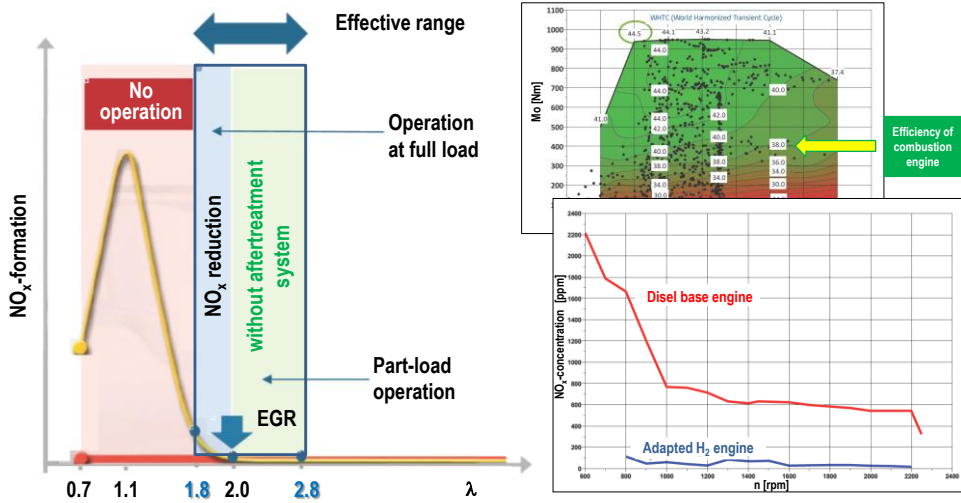 Effective range
NOx-formation
No
operation
Operation
at full load
NOx reduction
without aftertreatment
system
Part-load
operation
EGR
0.7 1.1 1.8 2.0 2.8 λ
WHTC (World Harmonized Transient Cycle)
1100
1000
900
800
700
600
500
400
300
200
Mo [Nm]
44.5 44.1 43.2 41.1
44.0
37.4
44.0 40.0
41.0
44.0 42.0
42.0 40.0
40.0 38.0 38.0
38.0 36.0 36.0
34.0 34.0 34.0
30.0 30.0
Efficiency of
combustion
engine
2400
2200
2000
1800
1600
1400
1200
1000
800
600
400
200
0
NOx-concentration [ppm]
Disel base engine
Adapted H2 engine
600 800 1000 1200 1400 1600 1800 2000 2200 2400
n [rpm]